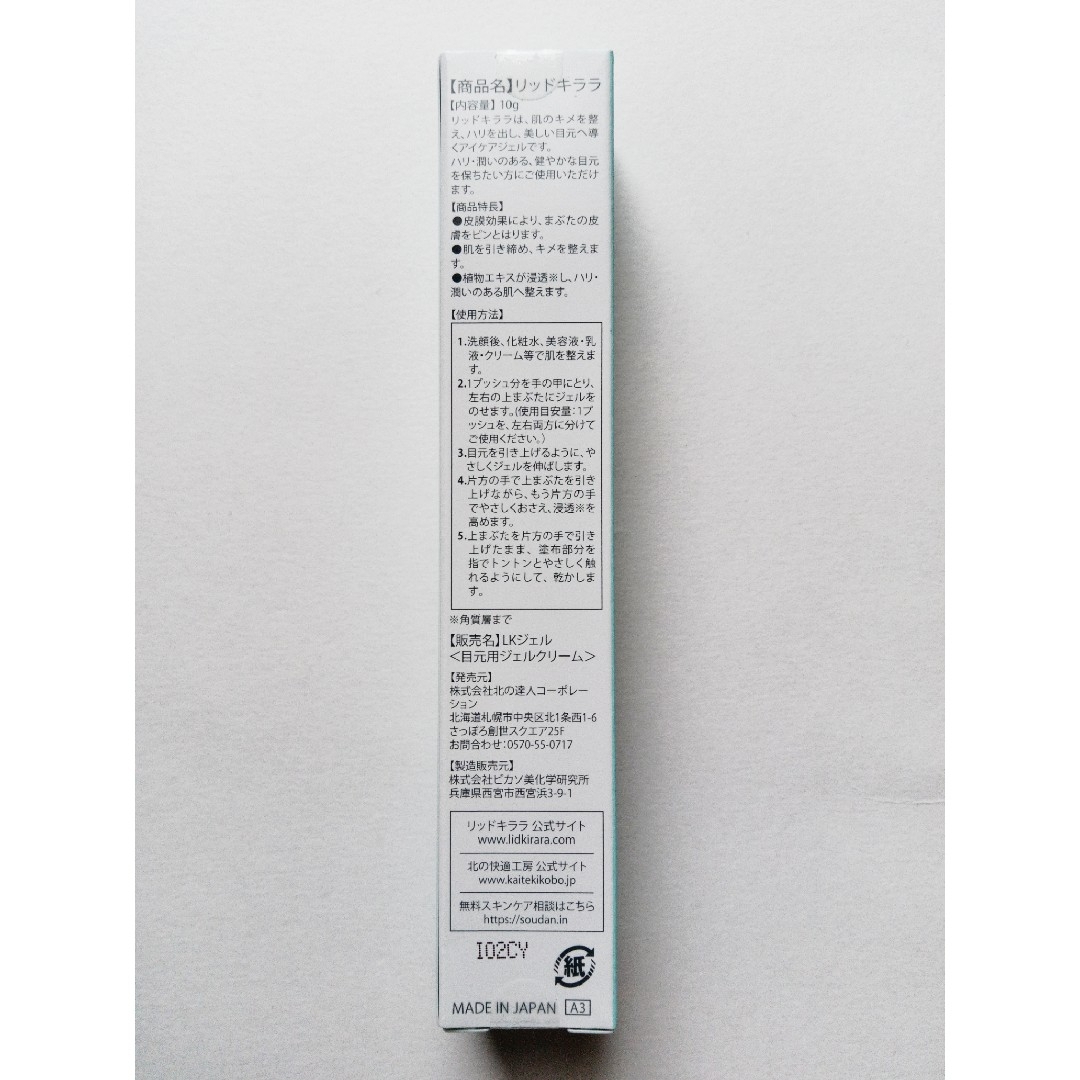 【商品名】リッドキララ
【内容量】10g
リッドキララは、肌のキメを整
え、ハリを出し、美しい目元へ導
くアイケアジェルです。
ハリ・潤いのある、健やかな目元
を保ちたい方にご使用いただけ
ます。
【商品特長】
●皮膜効果により、まぶたの皮
膚をピンとはります。
●肌を引き締め、キメを整えま
す。
●植物エキスが浸透※し、ハリ・
潤いのある肌へ整えます。
【使用方法】
1.洗顔後、化粧水、美容液・乳
液・クリーム等で肌を整えま
す。
2.1プッシュ分を手の甲にとり、
左右の上まぶたにジェルを
のせます。(使用目安量:1プ
ッシュを、左右両方に分けて
ご使用ください。)
3.目元を引き上げるように、や
さしくジェルを伸ばします。
4.片方の手で上まぶたを引き
上げながら、もう片方の手
でやさしくおさえ、浸透※を
高めます。
5.上まぶたを片方の手で引き
上げたまま、塗布部分を
指でトントンとやさしく触
れるようにして、乾かしま
す。
※角質層まで
【販売名】LKジェル
＜目元用ジェルクリーム＞
【発売元】
株式会社北の達人コーポレー
ション
北海道札幌市中央区北1条西1-6
さっぽろ創世スクエア25F
お問合わせ:0570-55-0717
【製造販売元】
株式会社ピカソ美化学研究所
兵庫県西宮市西宮浜3-9-1
リッドキララ 公式サイト
www.lidkirara.com
北の快適工房 公式サイト
www.kaitekikobo.jp
無料スキンケア相談はこちら
https://soudan.in
I02CY
紙
MADE IN JAPAN A3